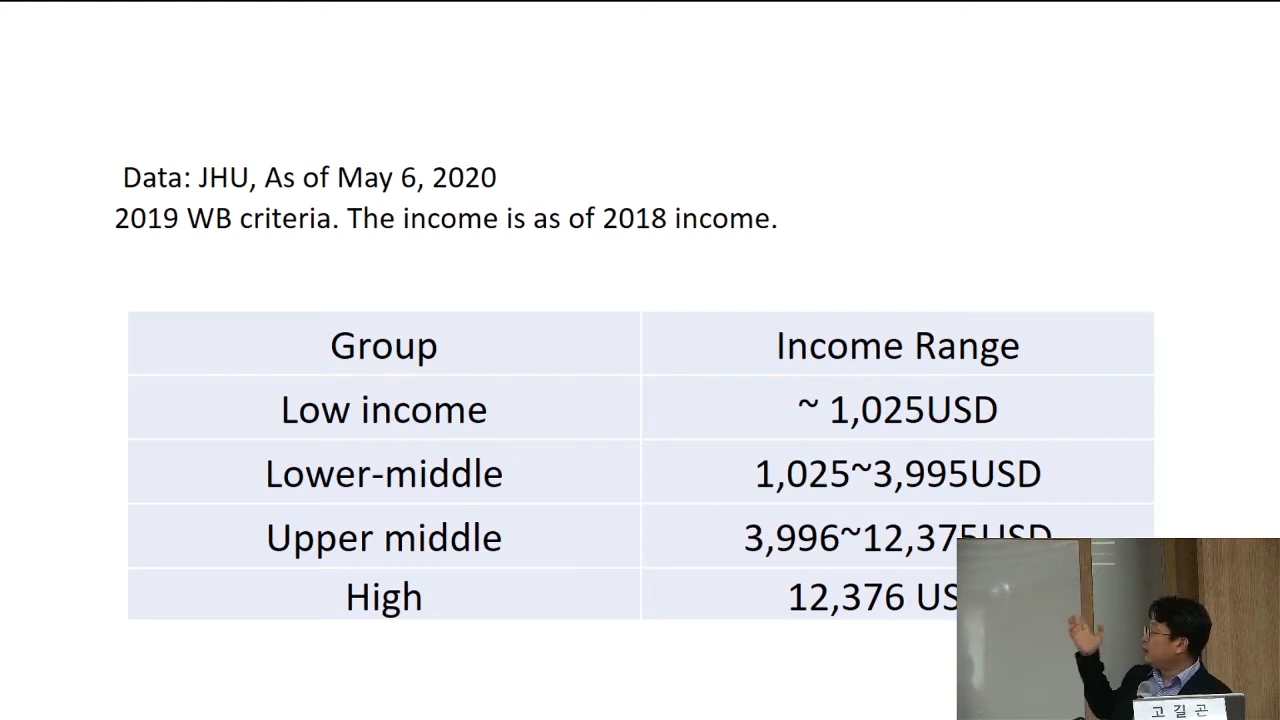 Data: JHU, As of May 6, 2020
2019 WB criteria. The income is as of 2018 income.
Group Income Range
Low income ~ 1,025USD
Lower-middle 1,025~3,995USD
Upper middle 3,996~12,375USD
High 12,376 US
고 길 곤